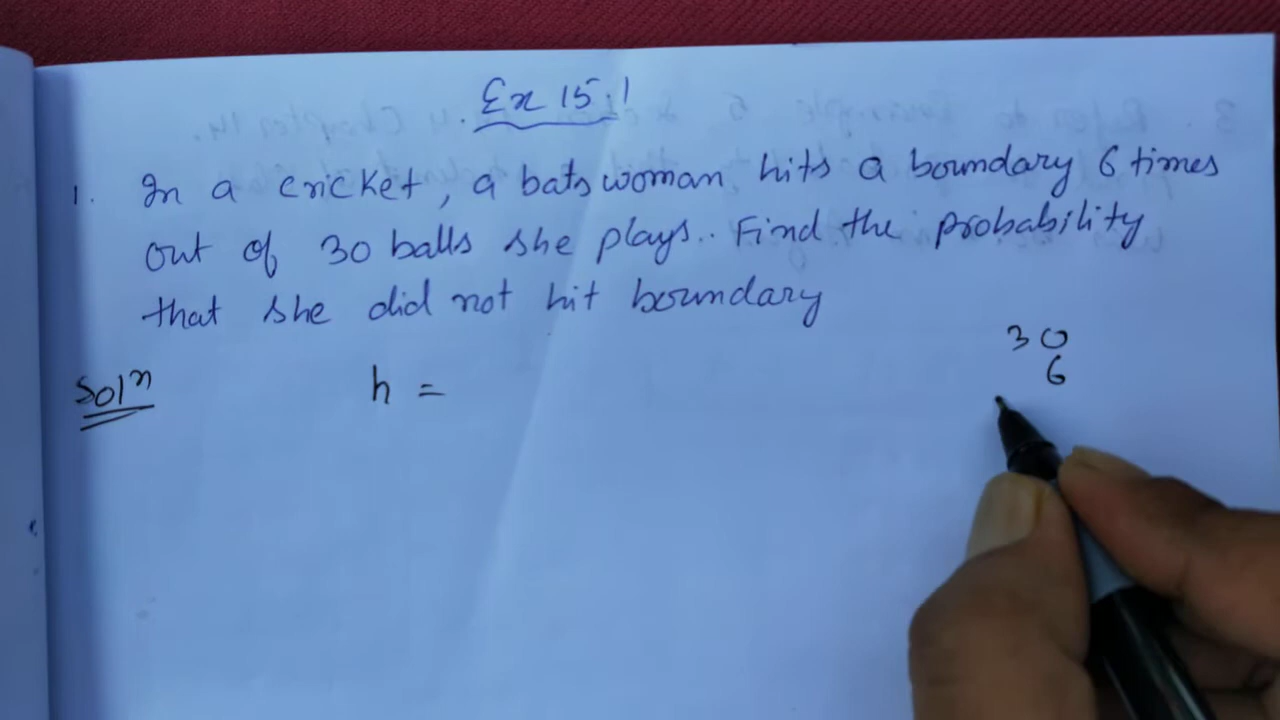 Ex 15.1
1. In a cricket, a batswoman hits a boundary 6 times
out of 30 balls she plays.. Find the probability
that she did not hit boundary
30
6
Solⁿ h =